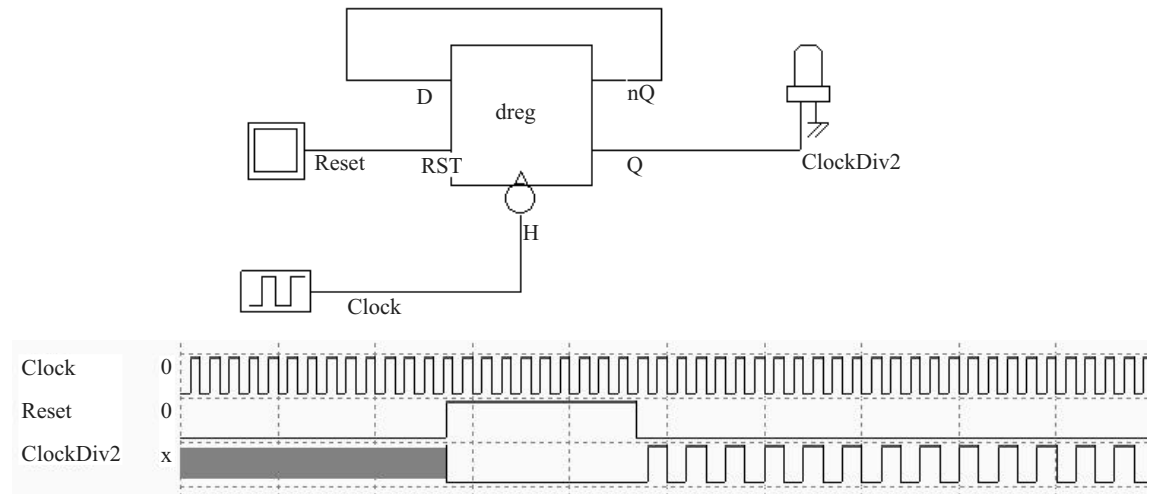 D
nQ
dreg
Reset
RST
Q
ClockDiv2
H
Clock
Clock 0
Reset 0
ClockDiv2 x